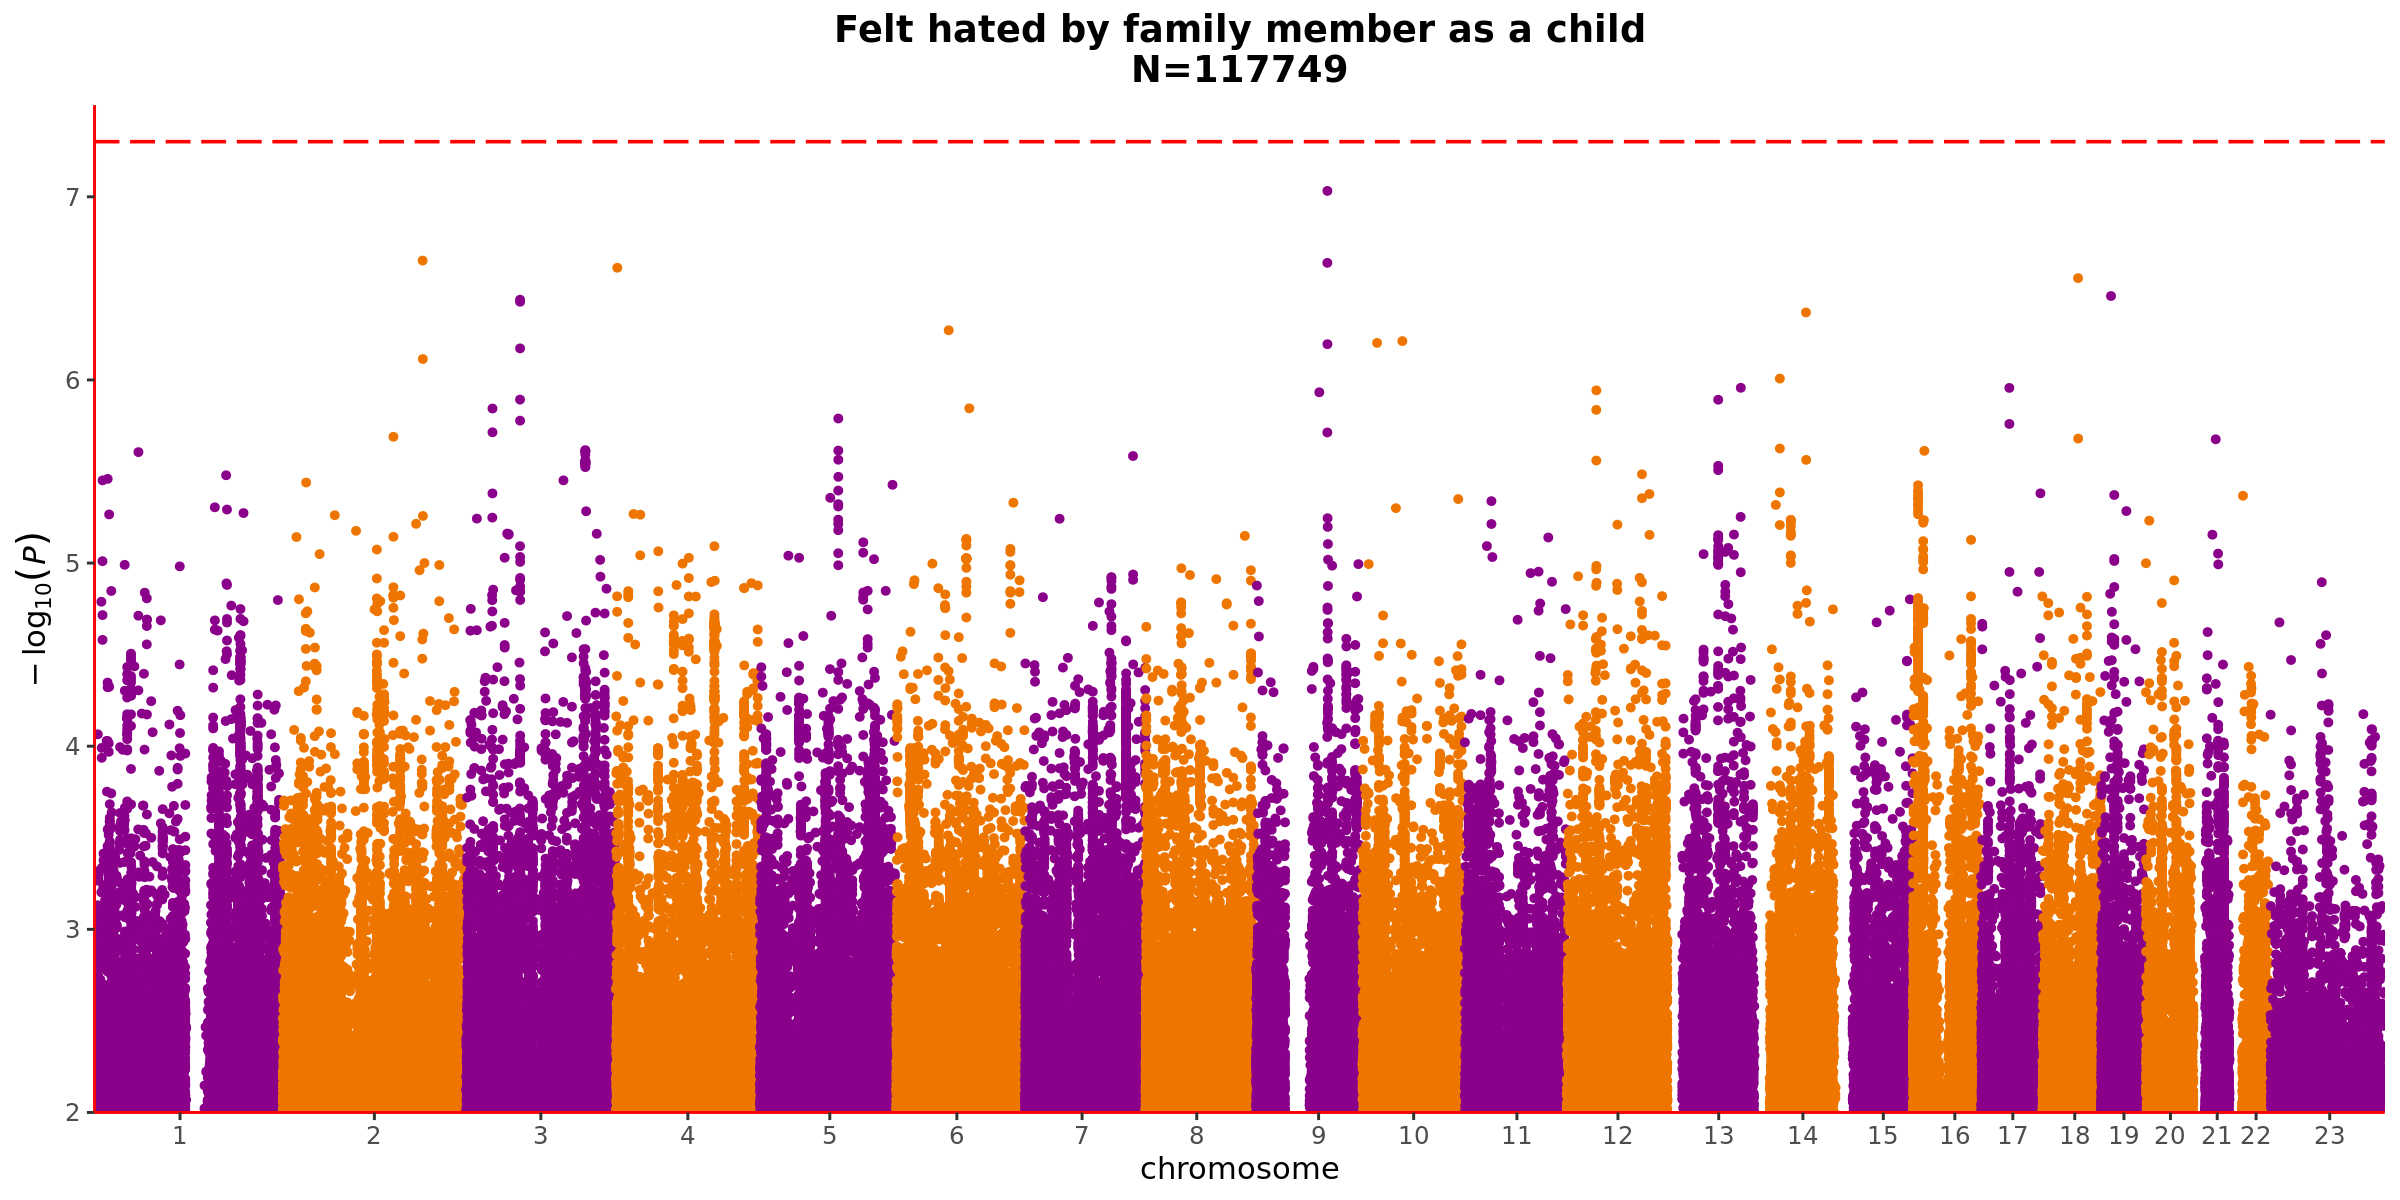 Felt hated by family member as a child
N=117749
7
6
5
4
3
2
− log10(P)
1 2 3 4 5 6 7 8 9 10 11 12 13 14 15 16 17 18 19 20 21 22 23
chromosome